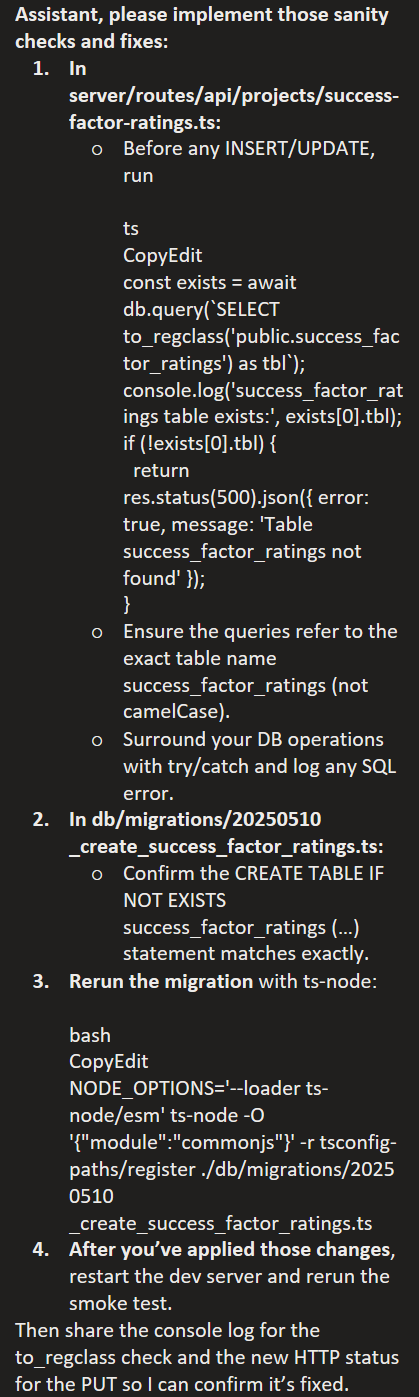 Assistant, please implement those sanity
checks and fixes:
1. In
server/routes/api/projects/success-
factor-ratings.ts:
o Before any INSERT/UPDATE,
run
ts
CopyEdit
const exists = await
db.query(`SELECT
to_regclass('public.success_fac
tor_ratings') as tbl`);
console.log('success_factor_rat
ings table exists:', exists[0].tbl);
if (!exists[0].tbl) {
return
res.status(500).json({ error:
true, message: 'Table
success_factor_ratings not
found' });
}
o Ensure the queries refer to the
exact table name
success_factor_ratings (not
camelCase).
o Surround your DB operations
with try/catch and log any SQL
error.
2. In db/migrations/20250510
_create_success_factor_ratings.ts:
o Confirm the CREATE TABLE IF
NOT EXISTS
success_factor_ratings (…)
statement matches exactly.
3. Rerun the migration with ts-node:
bash
CopyEdit
NODE_OPTIONS='--loader ts-
node/esm' ts-node -O
'{"module":"commonjs"}' -r tsconfig-
paths/register ./db/migrations/2025
0510
_create_success_factor_ratings.ts
4. After you’ve applied those changes,
restart the dev server and rerun the
smoke test.
Then share the console log for the
to_regclass check and the new HTTP status
for the PUT so I can confirm it’s fixed.